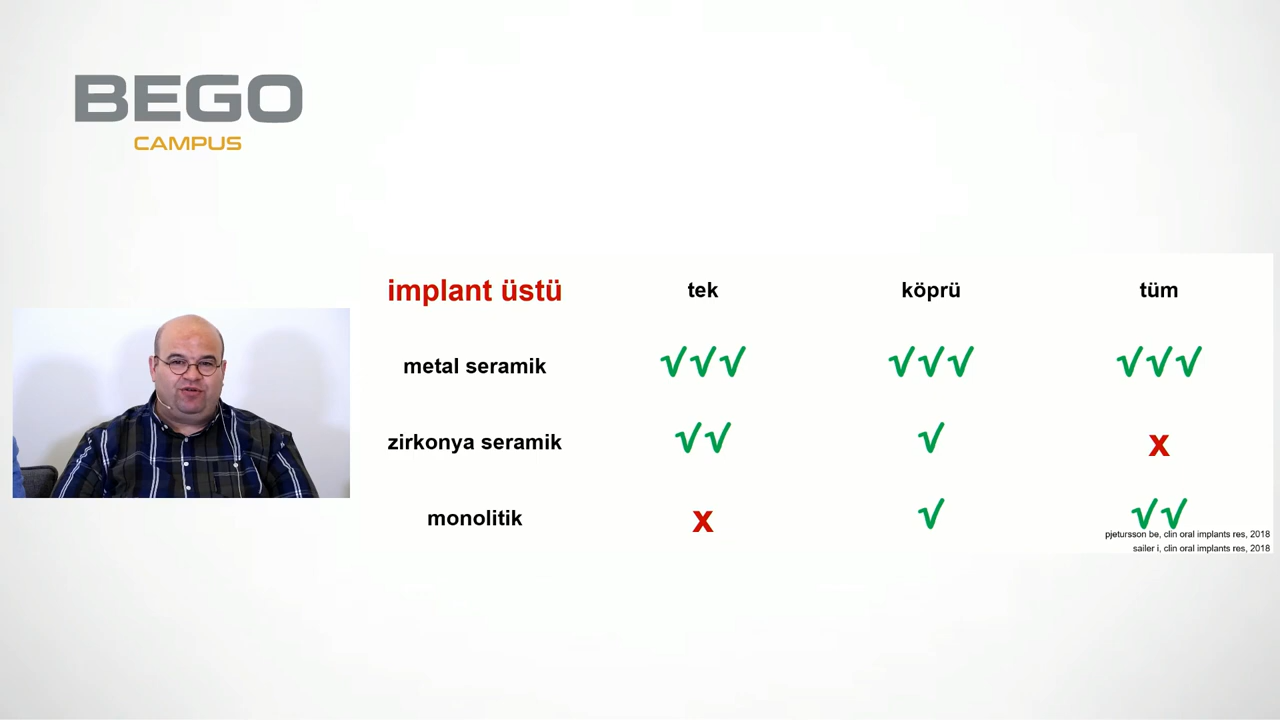 BEGO
CAMPUS
implant üstü tek köprü tüm
metal seramik √√√ √√√ √√√
zirkonya seramik √√ √ x
monolitik x √ √√
pjetursson be, clin oral implants res, 2018
sailer i, clin oral implants res, 2018